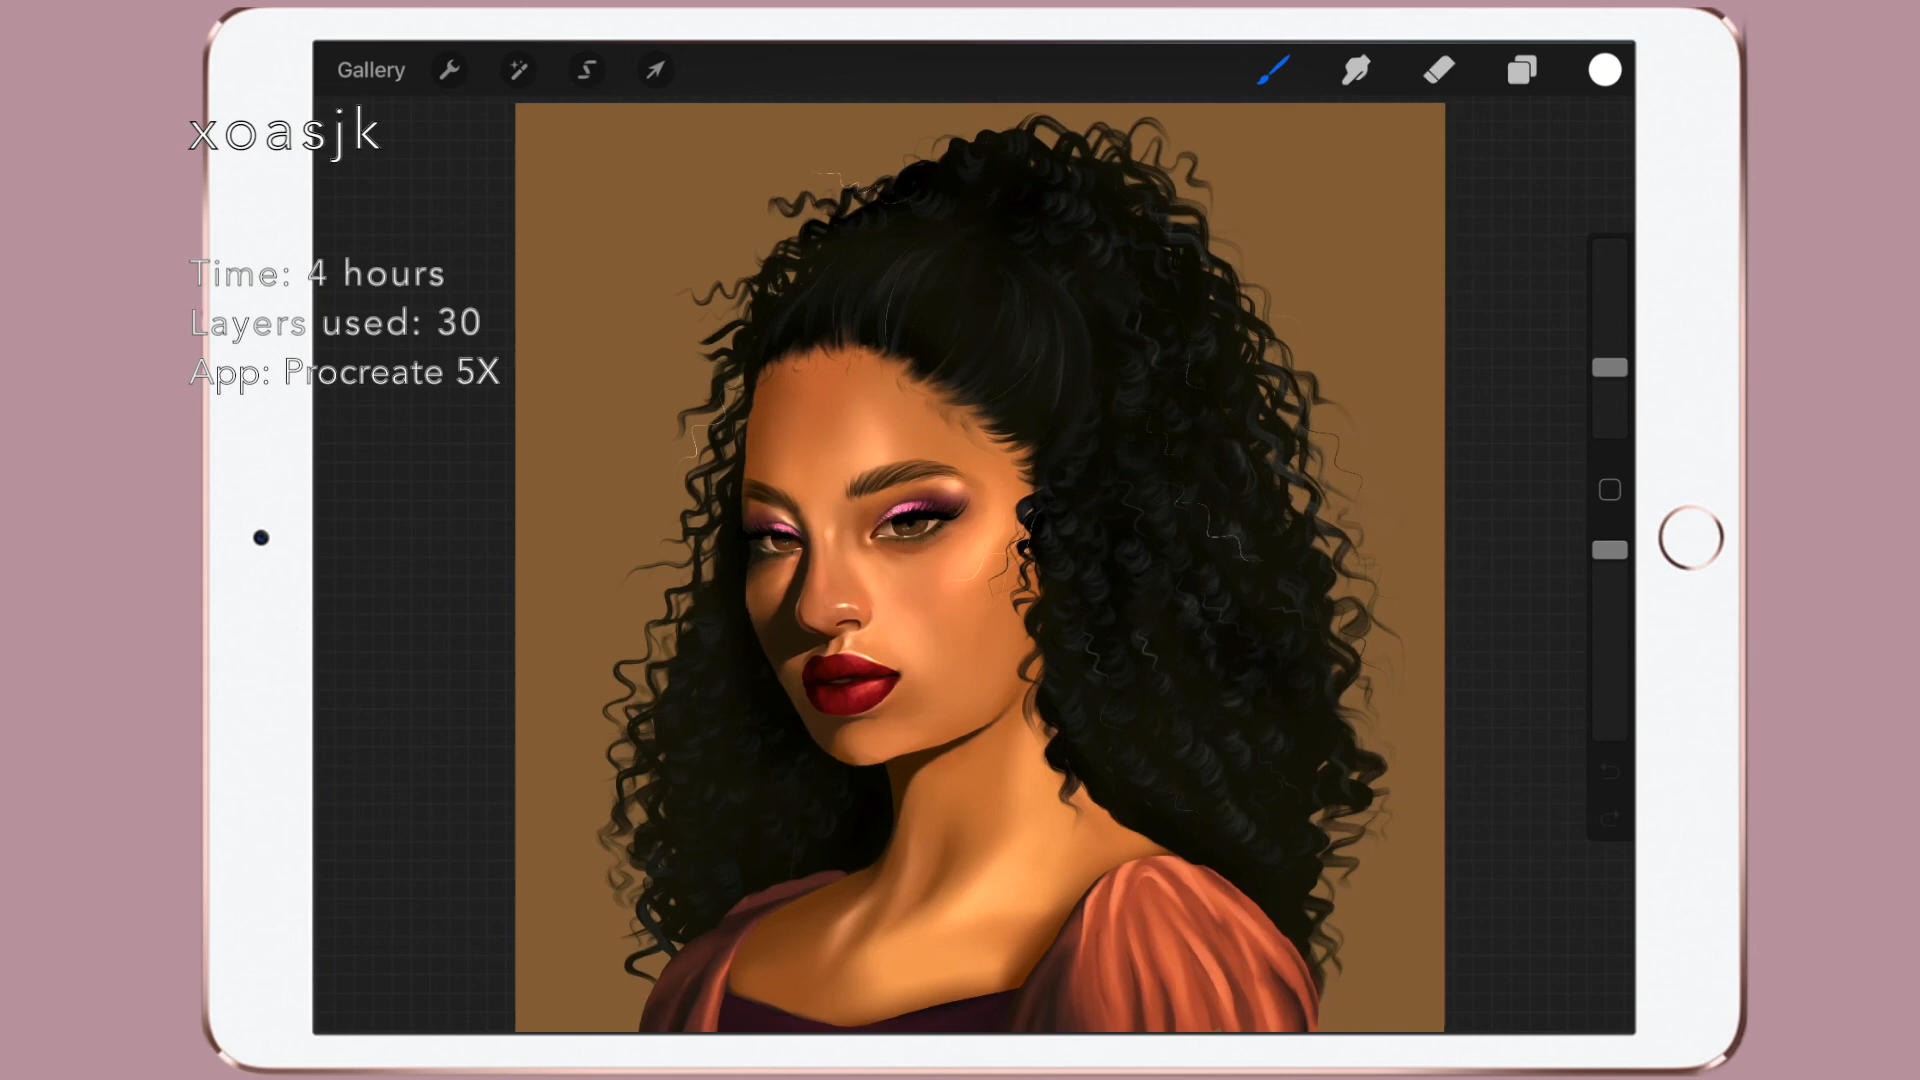 Gallery
xoasjk
Time: 4 hours
Layers used: 30
App: Procreate 5X